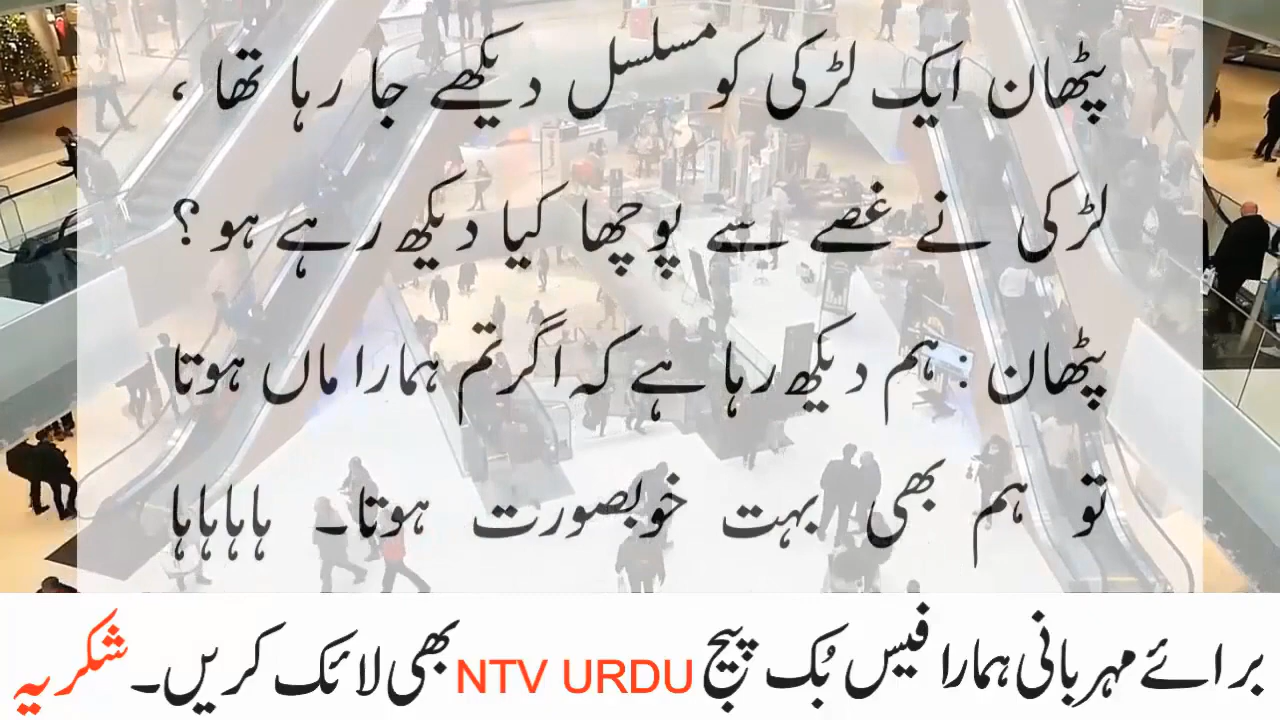 پٹھان ایک لڑکی کو مسلسل دیکھے جا رہا تھا ،
لڑکی نے غصے سے پوچھا کیا دیکھ رہے ہو ؟
پٹھان : ہم دیکھ رہا ہے کہ اگر تم ہمارا ماں ہوتا
تو ہم بھی بہت خوبصورت ہوتا۔ ہاہاہاہا
برائے مہربانی ہمارا فیس بُک پیج NTV URDU بھی لائک کریں۔ شکریہ